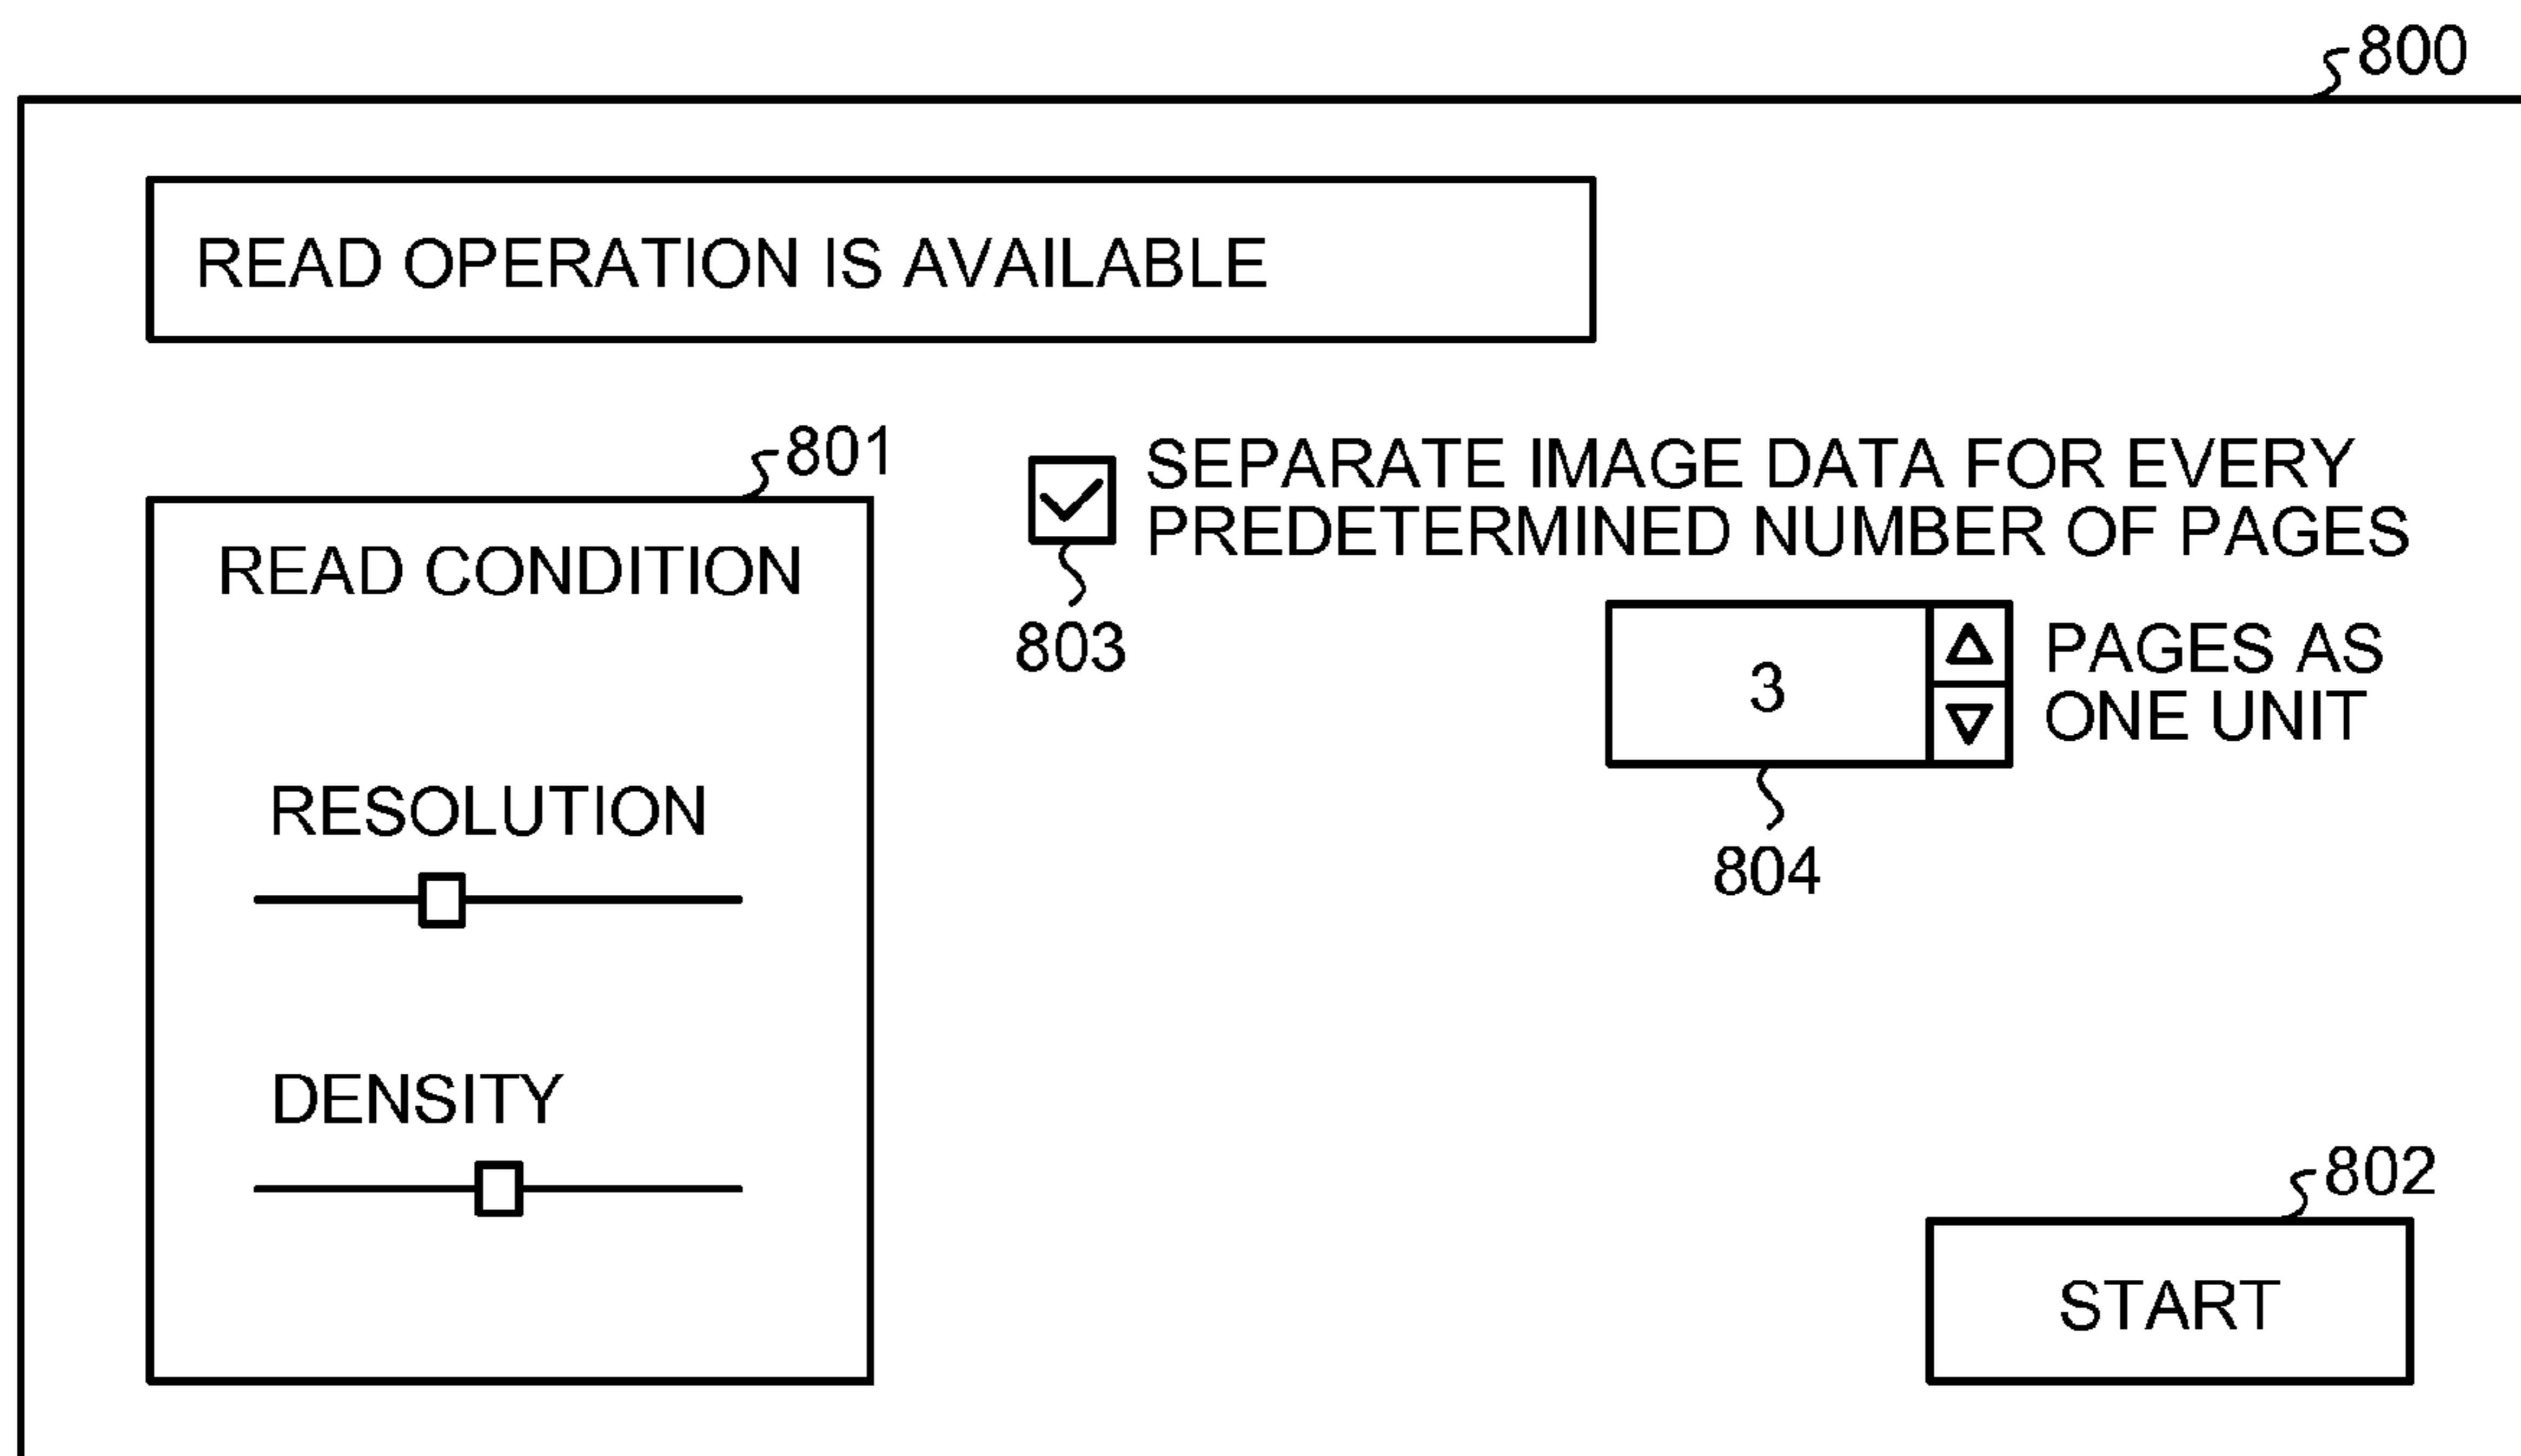 800
READ OPERATION IS AVAILABLE
801
READ CONDITION
RESOLUTION
DENSITY
SEPARATE IMAGE DATA FOR EVERY
PREDETERMINED NUMBER OF PAGES
803
3
PAGES AS
ONE UNIT
804
802
START